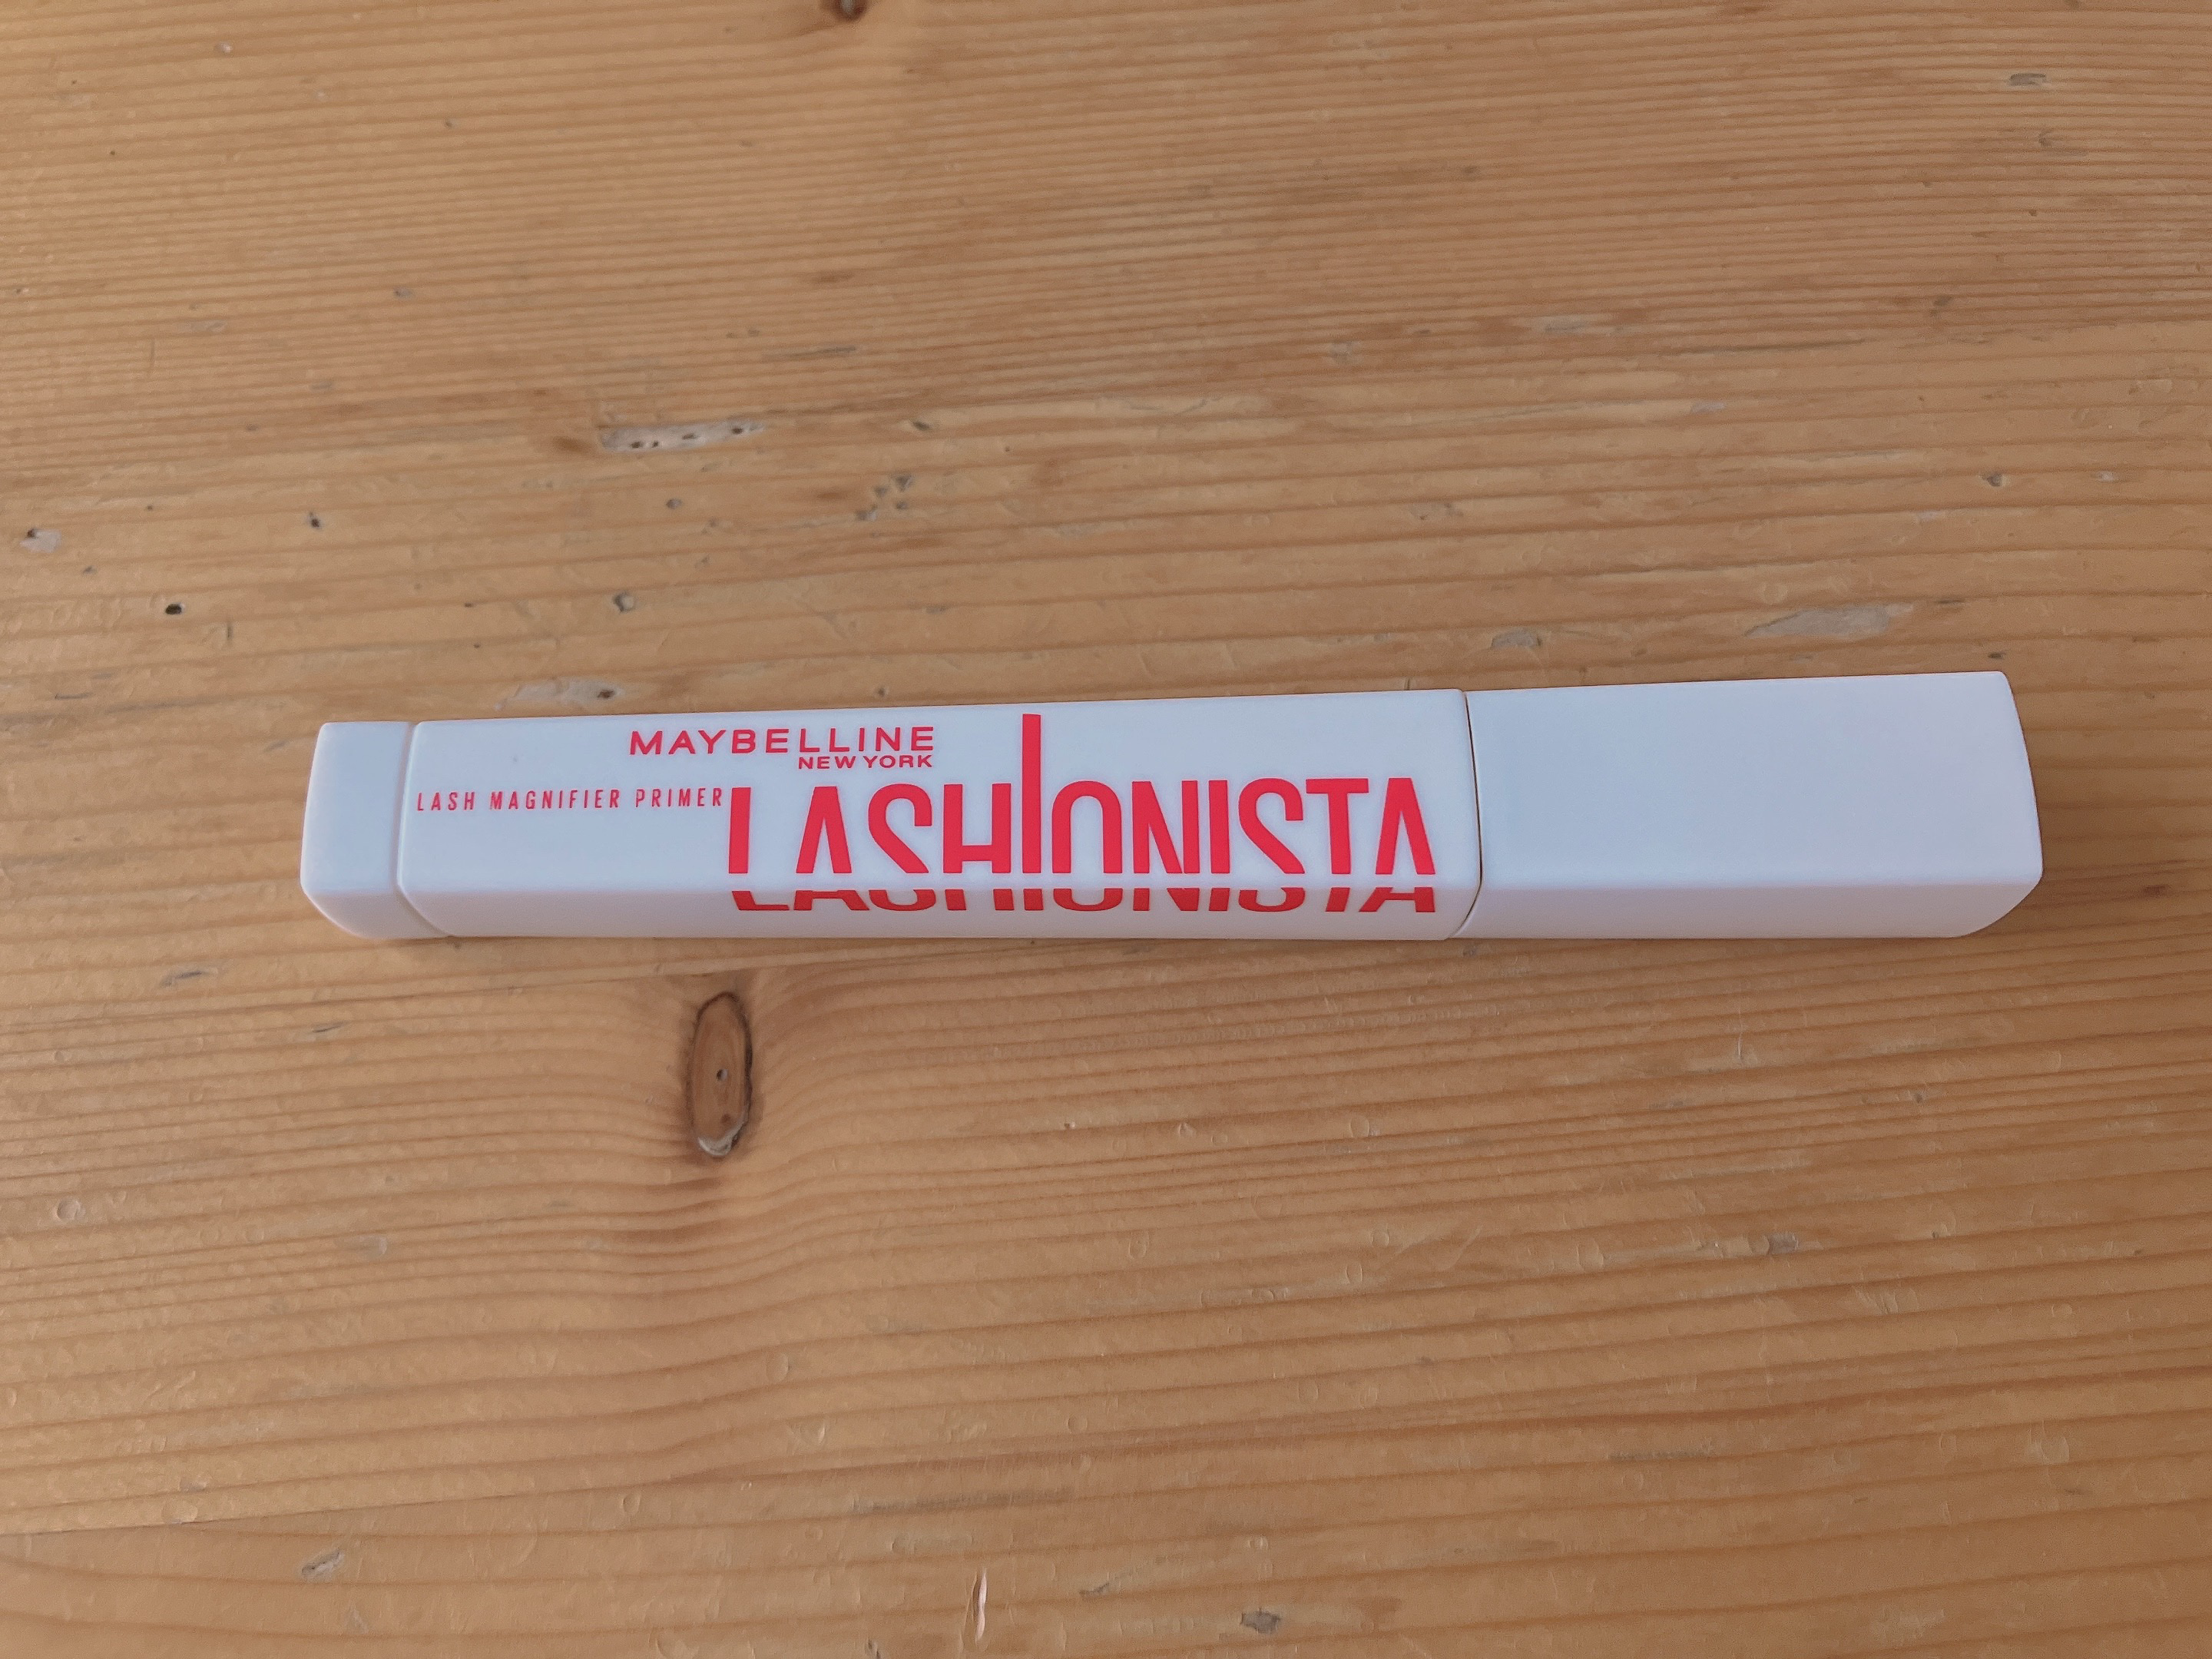 MAYBELLINE
NEW YORK
LASH MAGNIFIER PRIMER
LASHIONISTA